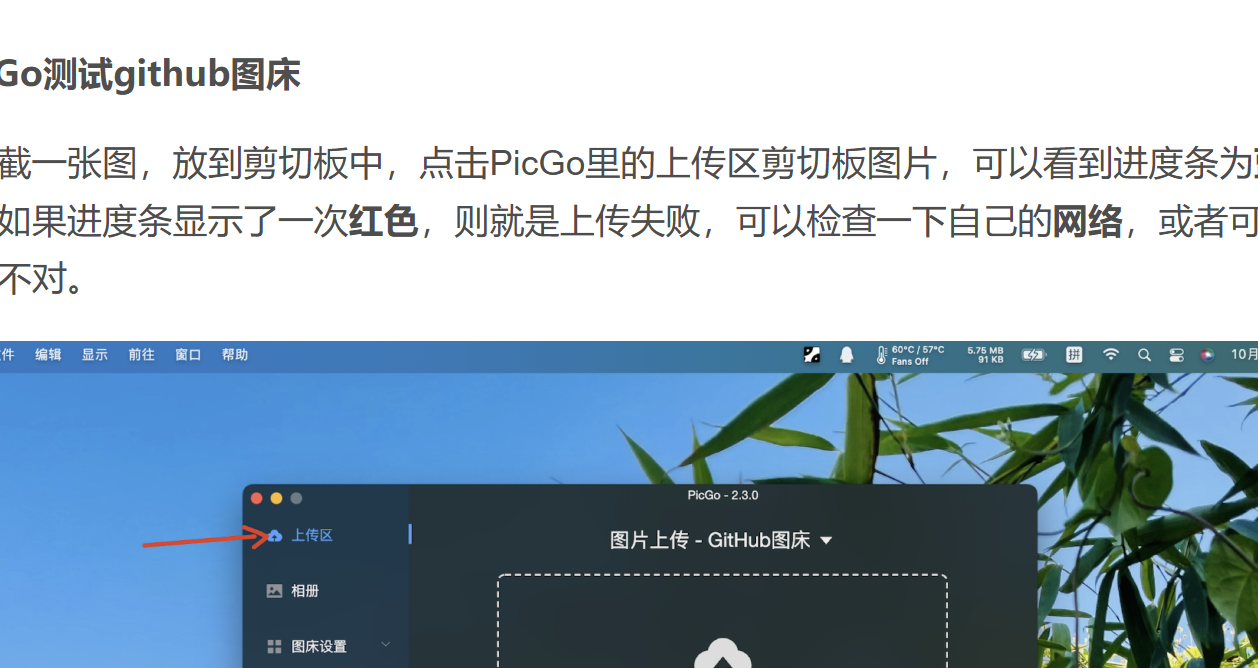 Go测试github图床
截一张图，放到剪切板中，点击PicGo里的上传区剪切板图片，可以看到进度条为
如果进度条显示了一次红色，则就是上传失败，可以检查一下自己的网络，或者可
不对。
件 编辑 显示 前往 窗口 帮助 60°C / 57°C 5.75 MB 拼 10月
Fans Off 91 KB
PicGo - 2.3.0
上传区
图片上传 - GitHub图床
相册
图床设置